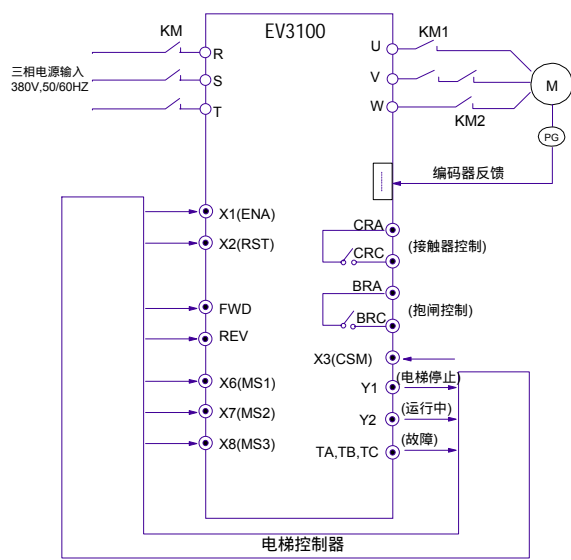 EV3100
KM
R
U
KM1
三相电源输入
380V,50/60HZ
S
V
M
T
W
KM2
PG
编码器反馈
X1(ENA)
CRA
X2(RST)
CRC
(接触器控制)
BRA
FWD
BRC
(抱闸控制)
REV
X3(CSM)
X6(MS1)
Y1
(电梯停止)
X7(MS2)
Y2
(运行中)
X8(MS3)
TA,TB,TC
(故障)
电梯控制器